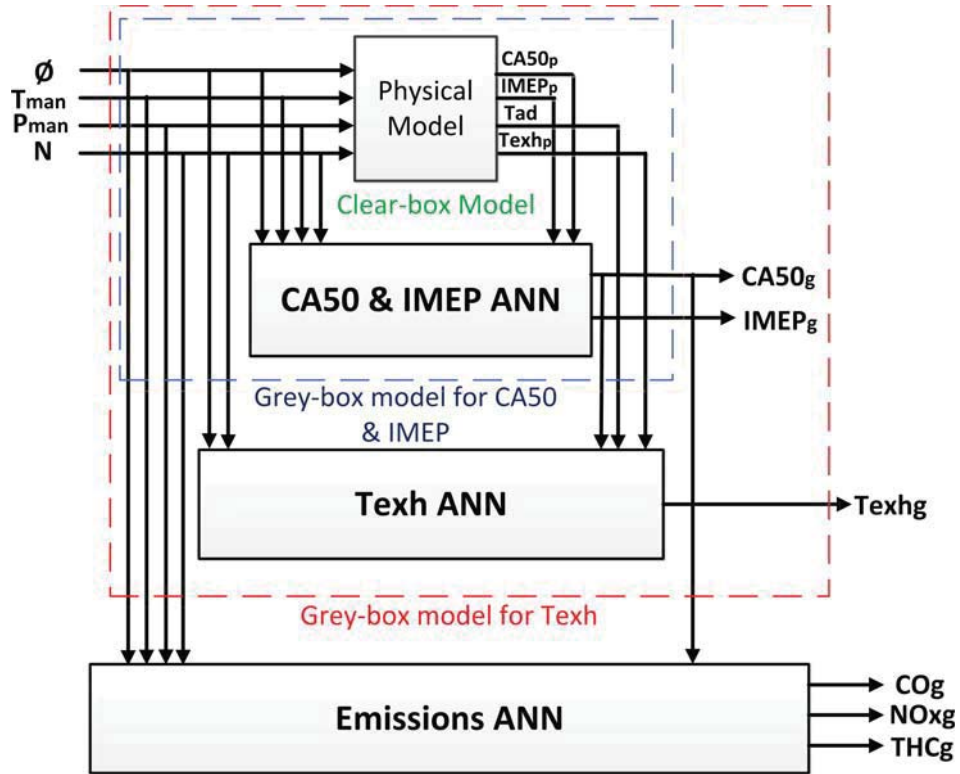 Ø
Tman
Pman
N
Physical
Model
CA50p
IMEPp
Tad
Texhp
Clear-box Model
CA50 & IMEP ANN
CA50g
IMEPg
Grey-box model for CA50
& IMEP
Texh ANN
Texhg
Grey-box model for Texh
Emissions ANN
COg
NOxg
THCg